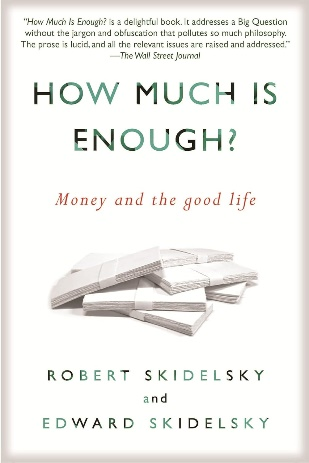 "How Much Is Enough? is a delightful book. It addresses a Big Question
without the jargon and obfuscation that pollutes so much philosophy.
The prose is lucid, and all the relevant issues are raised and addressed."
—The Wall Street Journal
HOW MUCH IS
ENOUGH?
Money and the good life
ROBERT SKIDELSKY
and
EDWARD SKIDELSKY